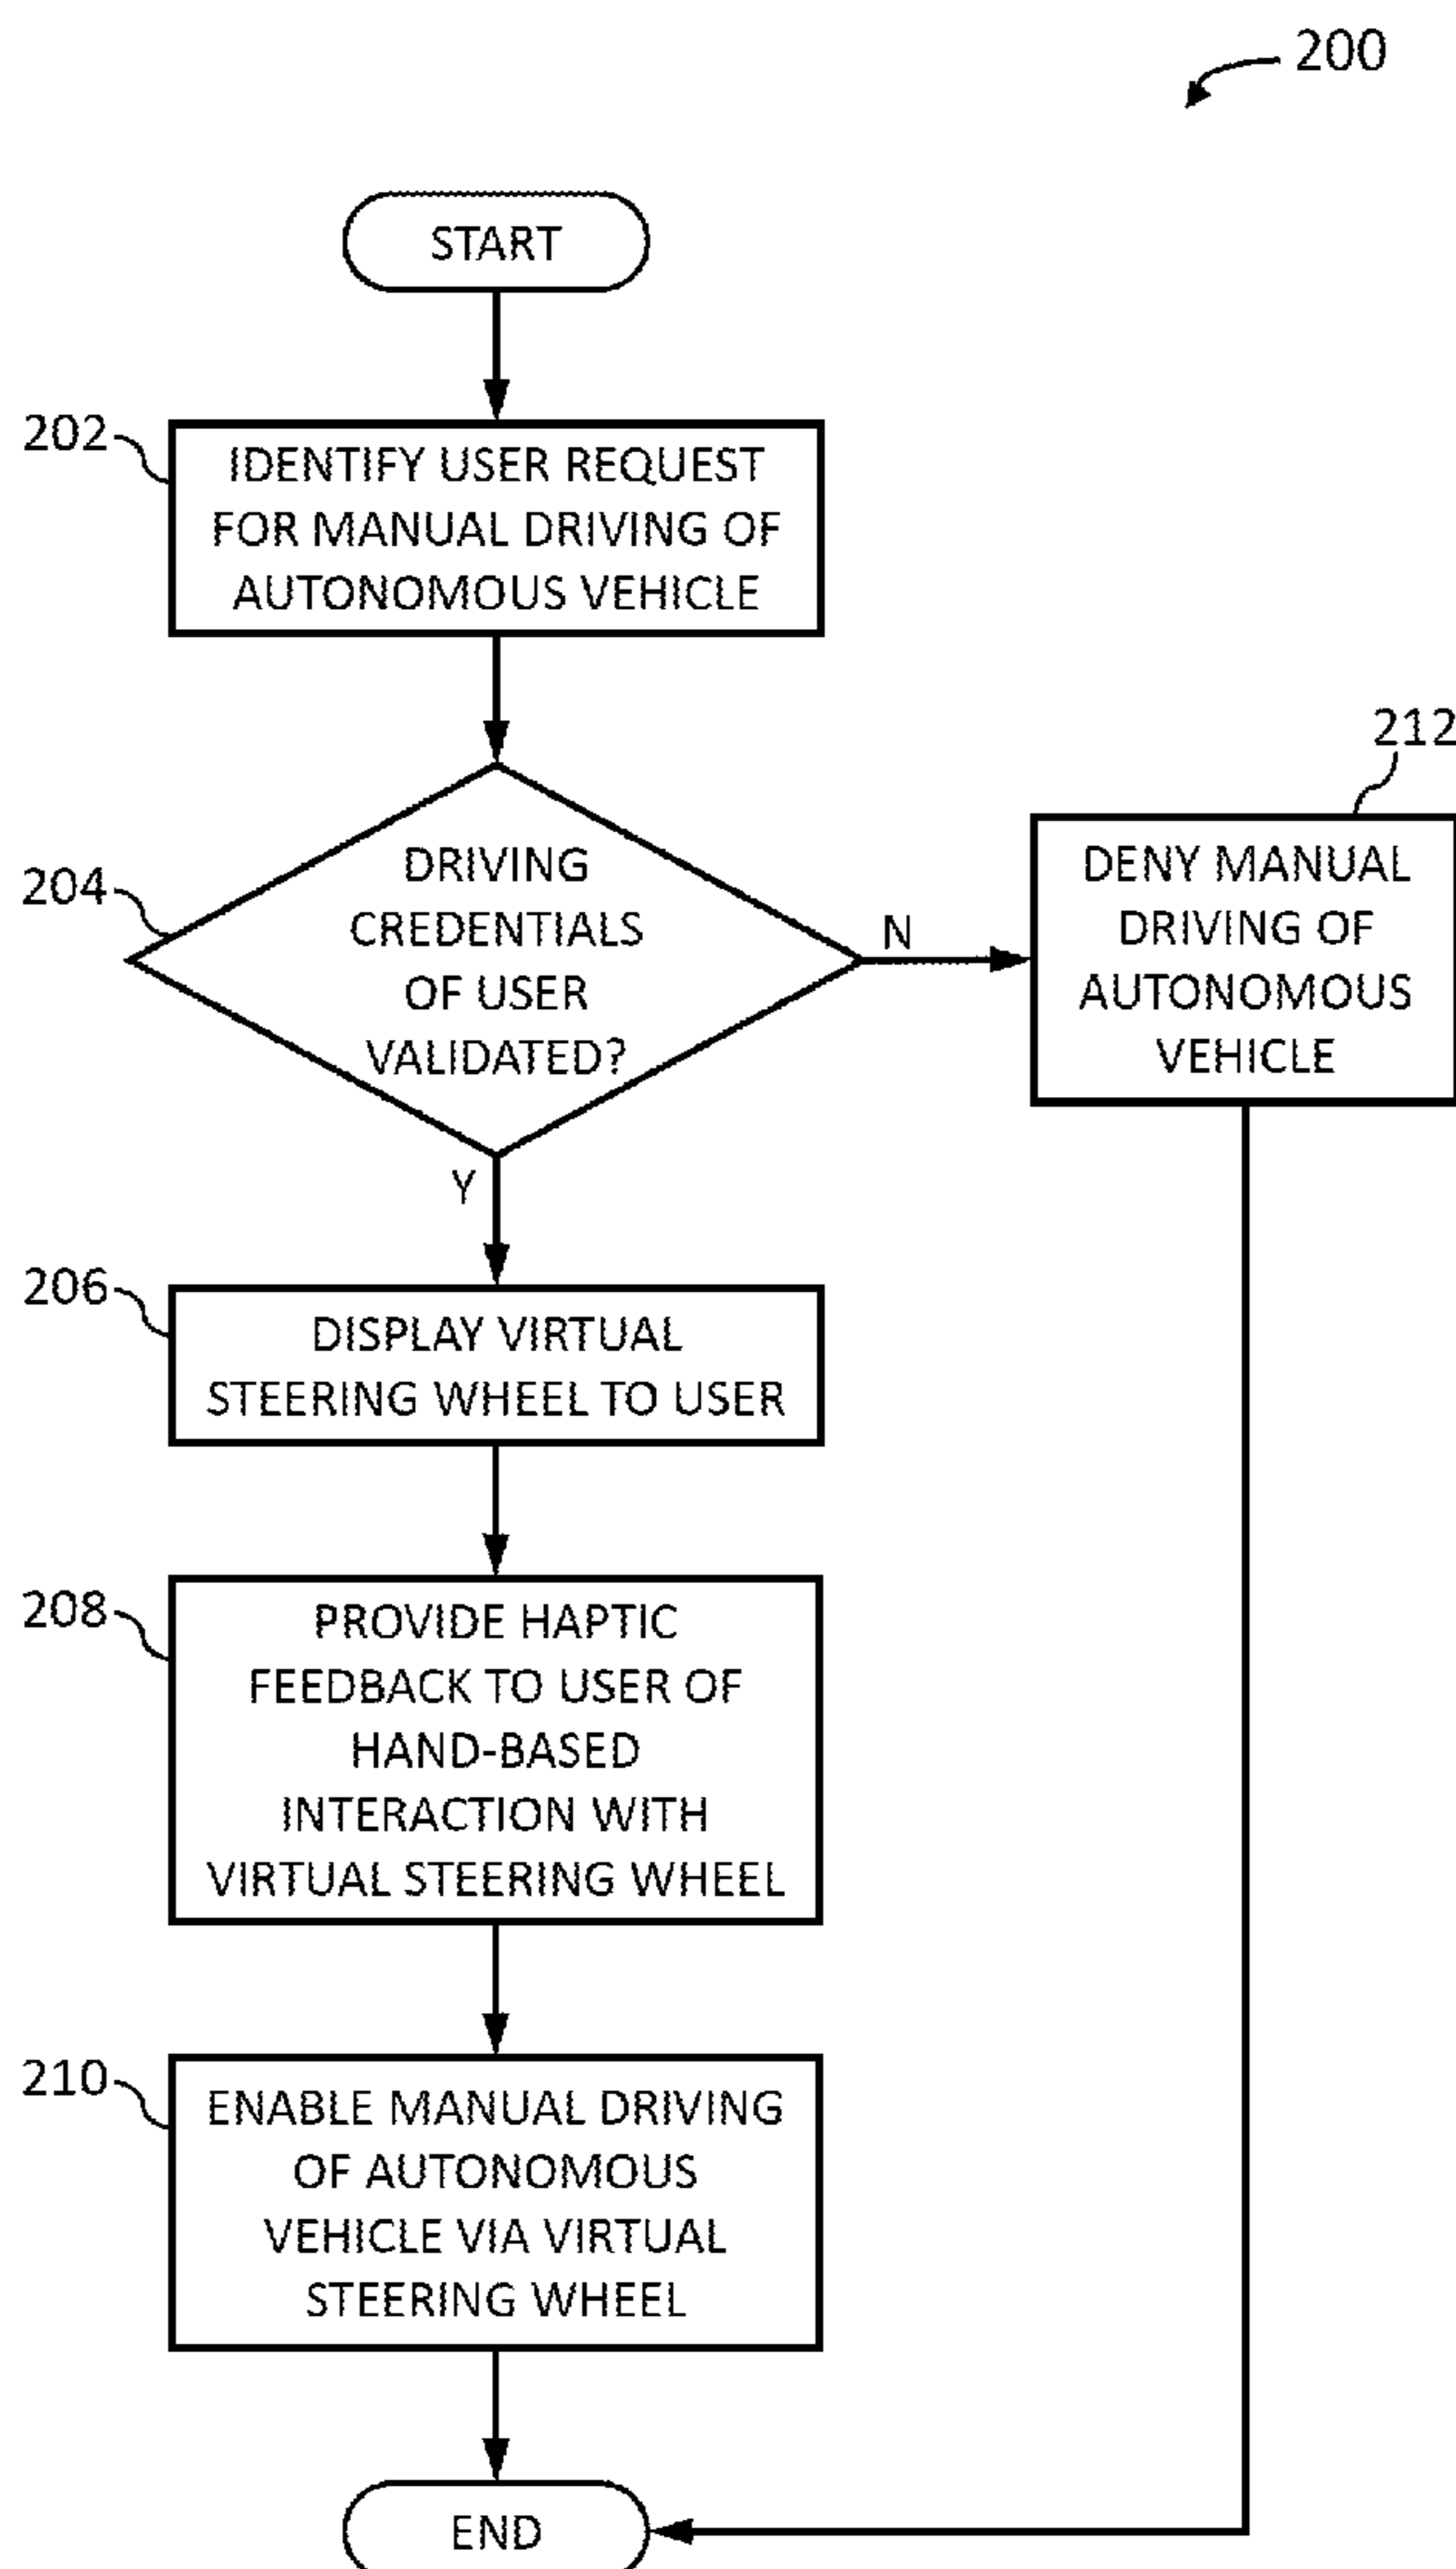 200
START
202
IDENTIFY USER REQUEST
FOR MANUAL DRIVING OF
AUTONOMOUS VEHICLE
204
DRIVING
CREDENTIALS
OF USER
VALIDATED?
N
212
DENY MANUAL
DRIVING OF
AUTONOMOUS
VEHICLE
Y
206
DISPLAY VIRTUAL
STEERING WHEEL TO USER
208
PROVIDE HAPTIC
FEEDBACK TO USER OF
HAND-BASED
INTERACTION WITH
VIRTUAL STEERING WHEEL
210
ENABLE MANUAL DRIVING
OF AUTONOMOUS
VEHICLE VIA VIRTUAL
STEERING WHEEL
END